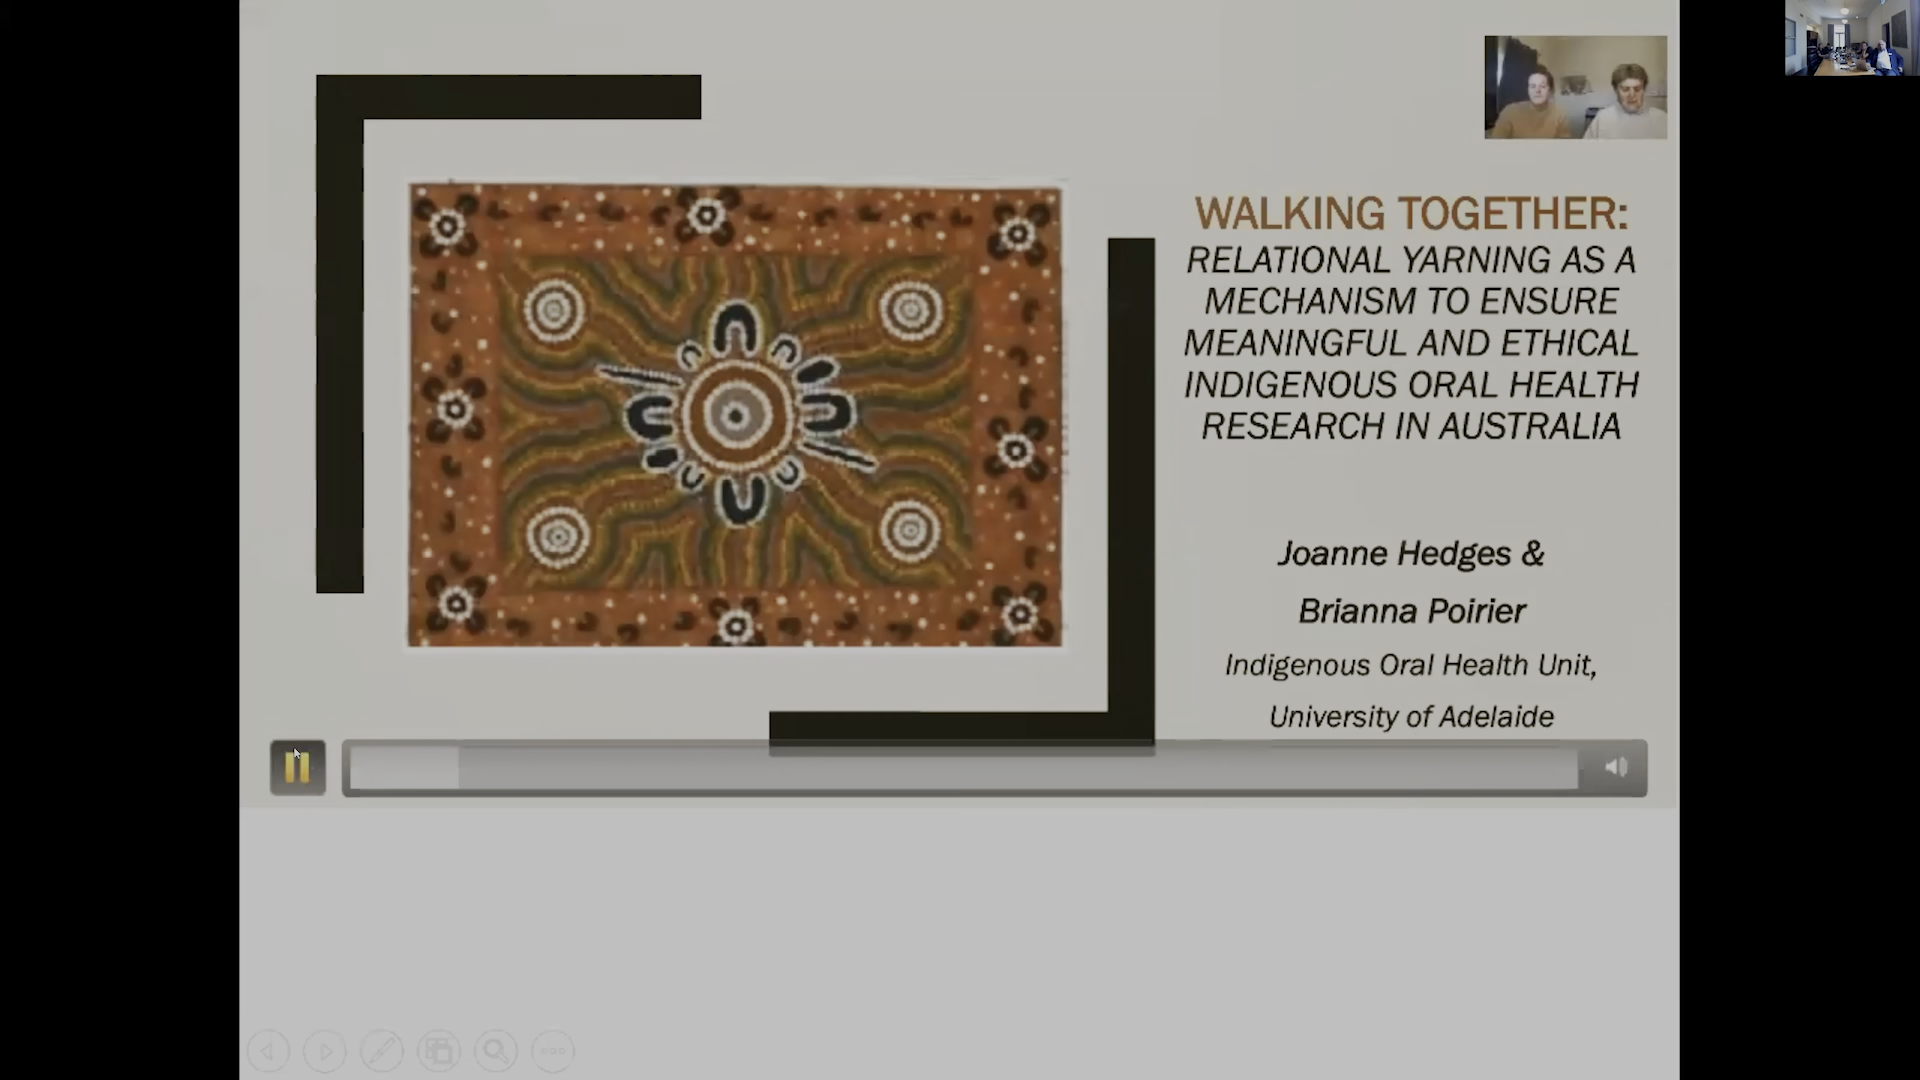 WALKING TOGETHER:
RELATIONAL YARNING AS A
MECHANISM TO ENSURE
MEANINGFUL AND ETHICAL
INDIGENOUS ORAL HEALTH
RESEARCH IN AUSTRALIA
Joanne Hedges &
Brianna Poirier
Indigenous Oral Health Unit,
University of Adelaide